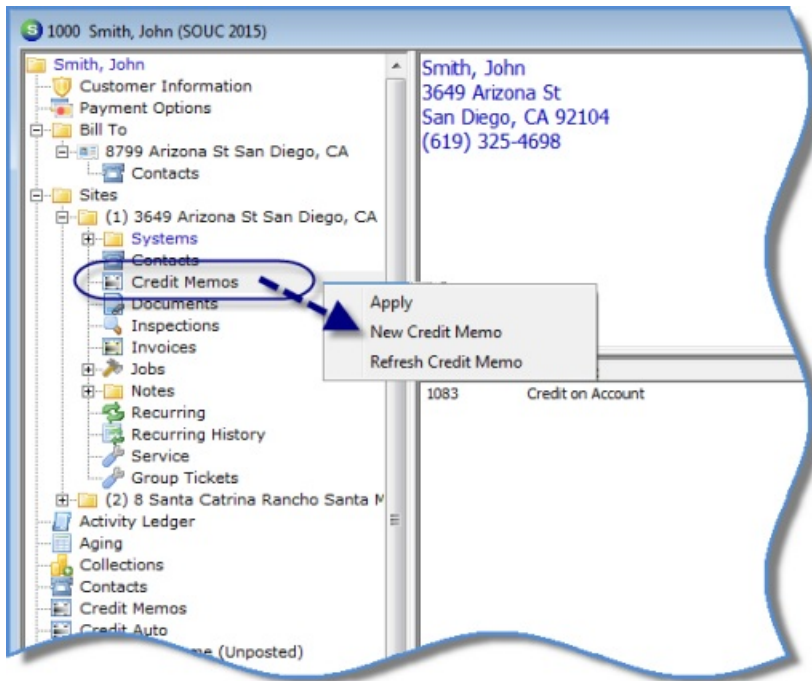 1000 Smith, John (SOUC 2015)
Smith, John
Customer Information
Payment Options
Bill To
8799 Arizona St San Diego, CA
Contacts
Sites
(1) 3649 Arizona St San Diego, CA
Systems
Contacts
Credit Memos
Documents
Inspections
Invoices
Jobs
Notes
Recurring
Recurring History
Service
Group Tickets
(2) 8 Santa Catrina Rancho Santa
Activity Ledger
Aging
Collections
Contacts
Credit Memos
Credit Auto
(Unposted)
Smith, John
3649 Arizona St
San Diego, CA 92104
(619) 325-4698
Apply
New Credit Memo
Refresh Credit Memo
1083 Credit on Account